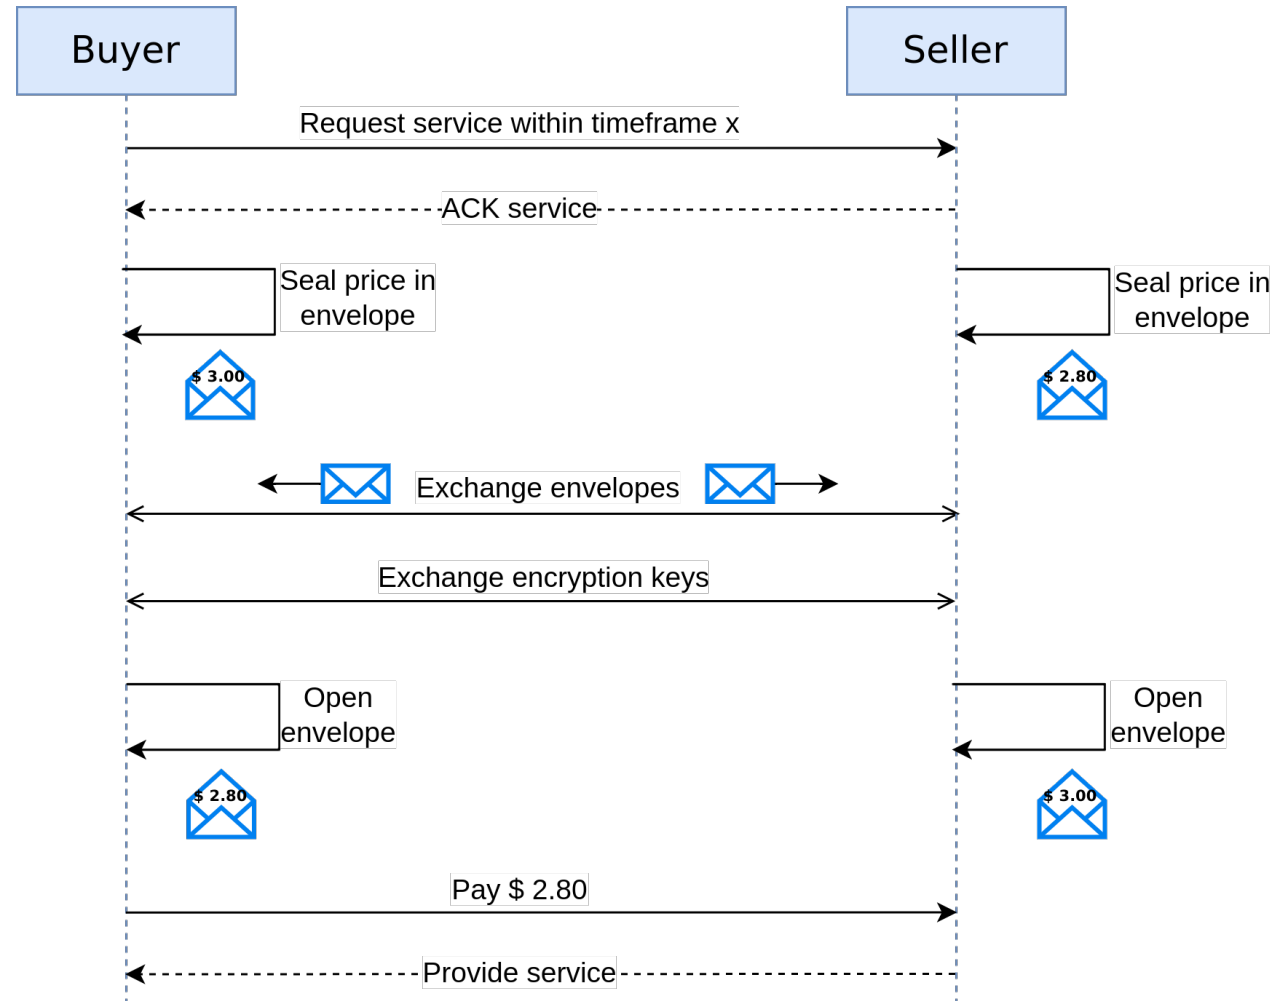 Buyer
Seller
Request service within timeframe x
ACK service
Seal price in
envelope
Seal price in
envelope
$ 3.00
$ 2.80
Exchange envelopes
Exchange encryption keys
Open
envelope
Open
envelope
$ 2.80
$ 3.00
Pay $ 2.80
Provide service